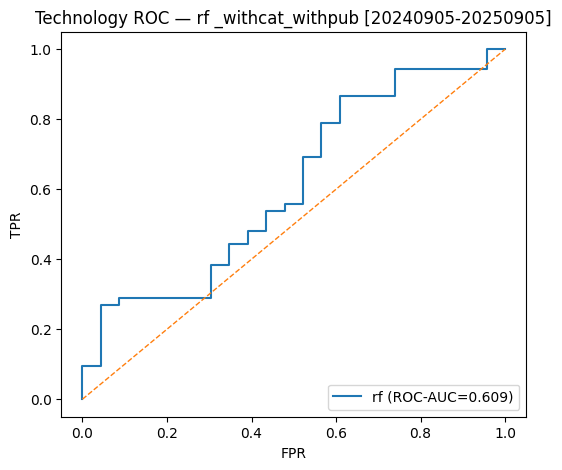 Technology ROC — rf _withcat_withpub [20240905-20250905]
1.0
0.8
0.6
0.4
0.2
0.0
TPR
0.0 0.2 0.4 0.6 0.8 1.0
FPR
rf (ROC-AUC=0.609)